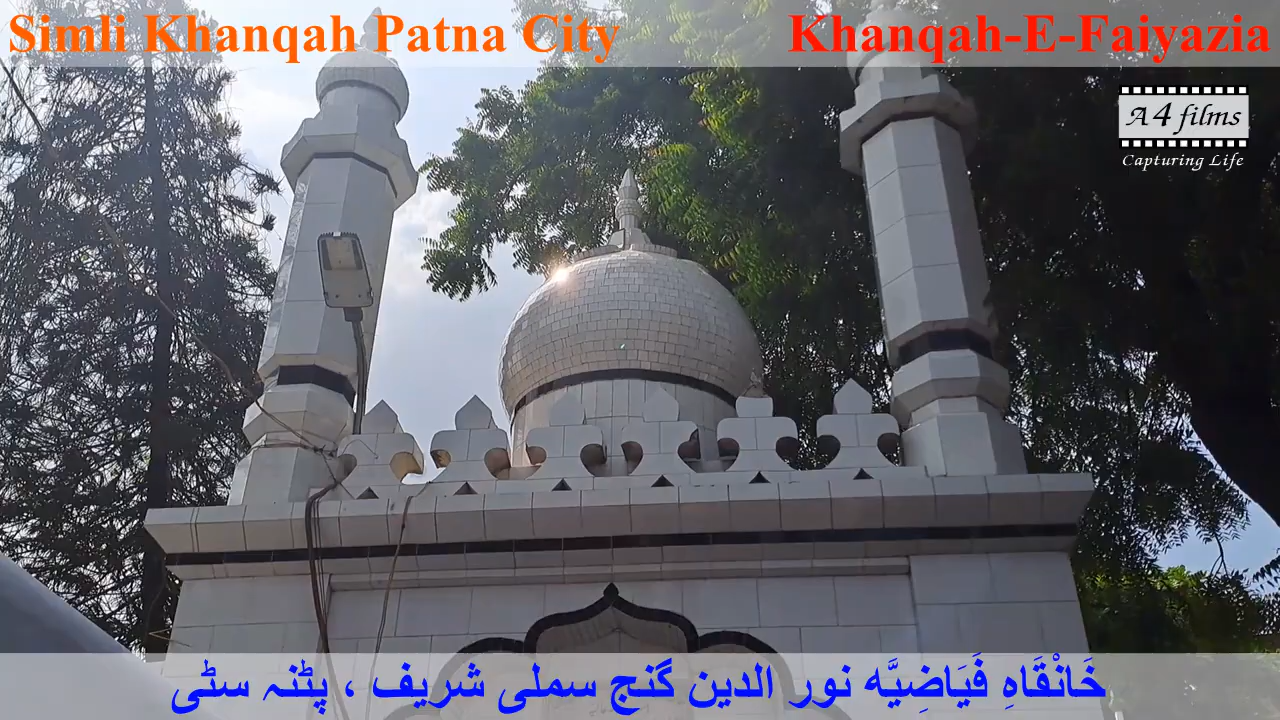 Simli Khanqah Patna City
Khanqah-E-Faiyazia
A4 films
Capturing Life
خَانْقَاہِ فَیَاضِیَّه نور الدین گنج سملی شریف ، پٹنہ سٹی